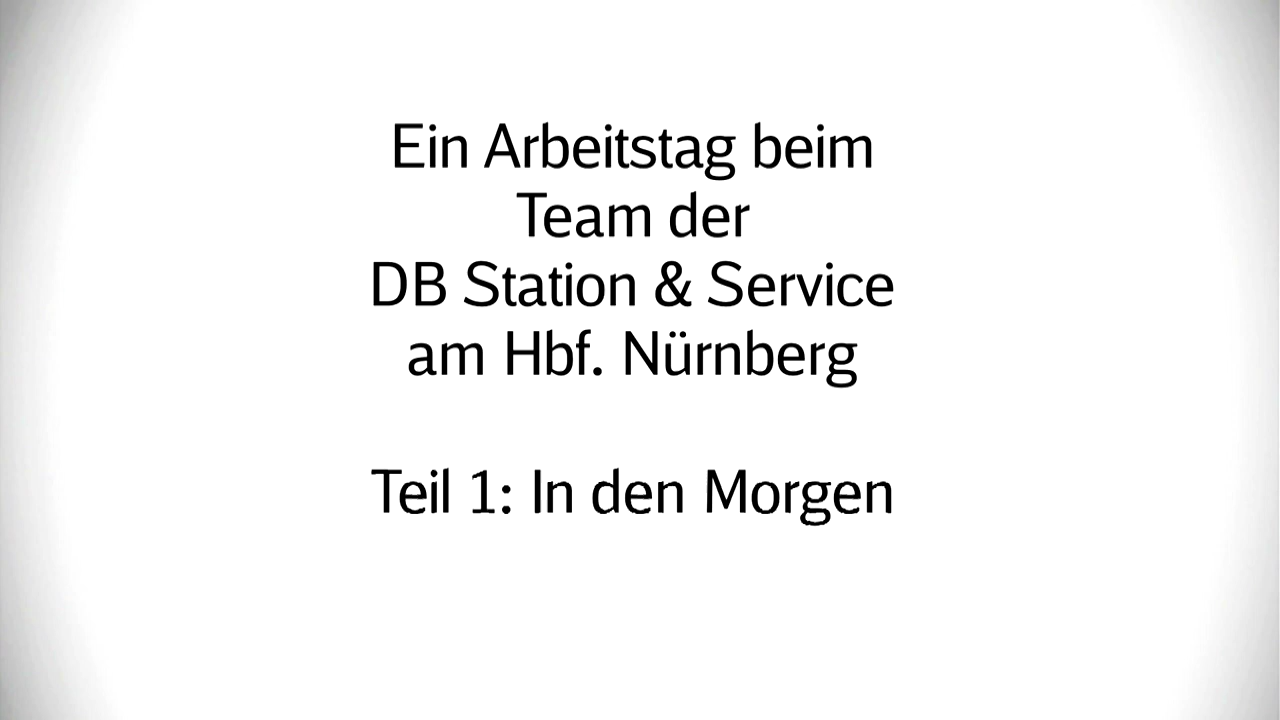 Ein Arbeitstag beim
Team der
DB Station & Service
am Hbf. Nürnberg
Teil 1: In den Morgen